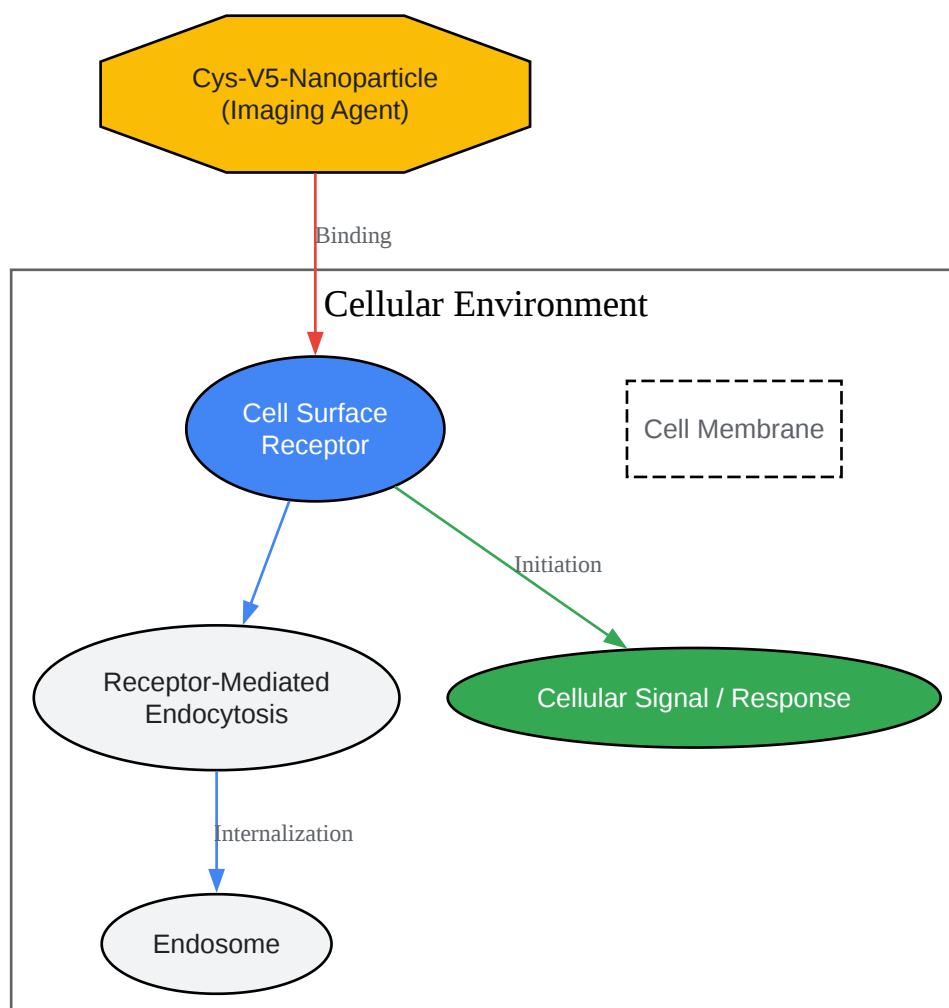 Cys-V5-Nanoparticle
(Imaging Agent)
Binding
Cellular Environment
Cell Surface
Receptor
Cell Membrane
Initiation
Receptor-Mediated
Endocytosis
Cellular Signal / Response
Internalization
Endosome